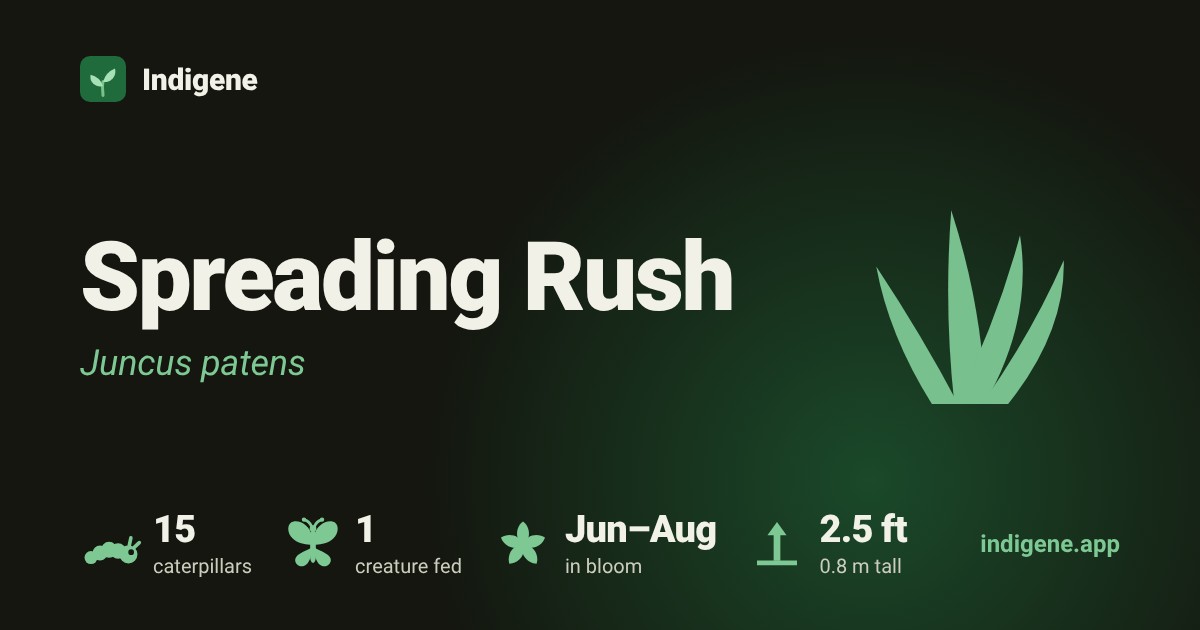 Indigene
Spreading Rush
Juncus patens
15
caterpillars
1
creature fed
Jun–Aug
in bloom
2.5 ft
0.8 m tall
indigene.app